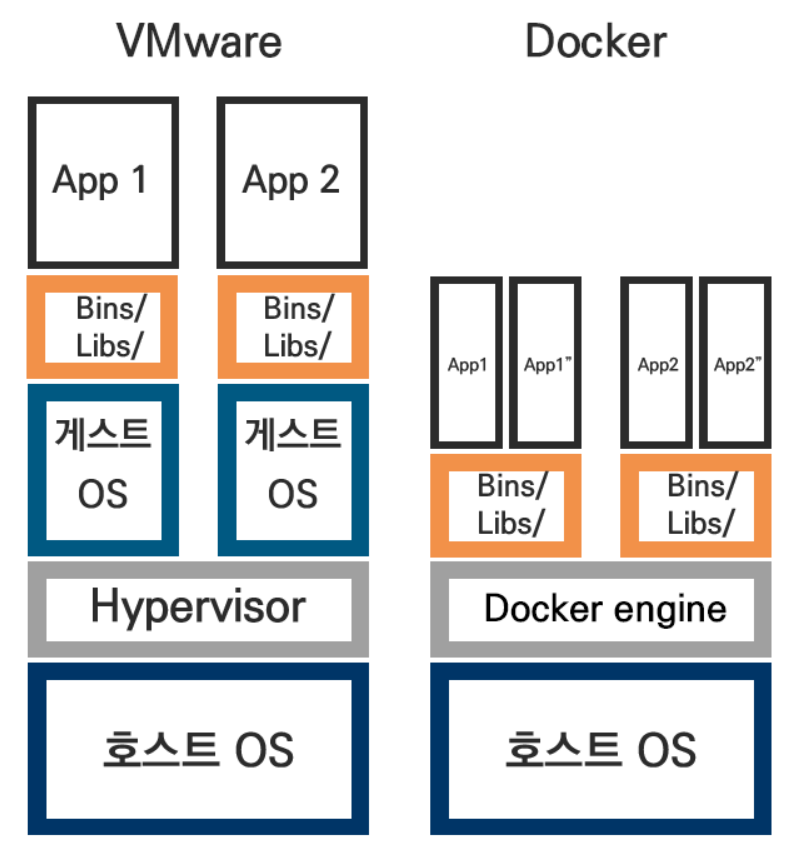 VMware
App 1
App 2
Bins/
Libs/
Bins/
Libs/
게스트
OS
게스트
OS
Hypervisor
호스트 OS
Docker
App1
App1”
App2
App2”
Bins/
Libs/
Bins/
Libs/
Docker engine
호스트 OS